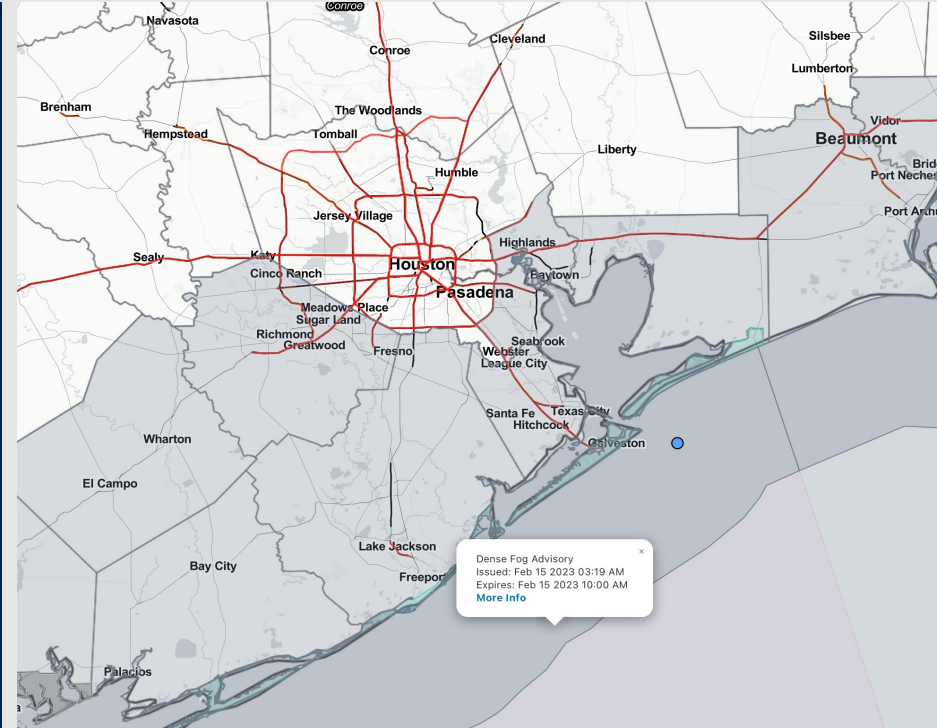 Conroe
Navasota
Silsbee
Cleveland
Conroe
Lumberton
Brenham
The Woodlands
Vidor
Hempstead
Tomball
Beaumont
Liberty
Brid
Humble
Port Neches
Port Arthu
Jersey Village
Highlands
Sealy
Katy
Houston
Cinco Ranch
Baytown
Pasadena
Meadows Place
Sugar Land
Richmond
Greatwood
Seabrook
Fresno
Webster
League City
Santa Fe
Texas City
Hitchcock
Galveston
Wharton
El Campo
Lake Jackson
Bay City
Freeport
×
Dense Fog Advisory
Issued: Feb 15 2023 03:19 AM
Expires: Feb 15 2023 10:00 AM
More Info
Palacios
a